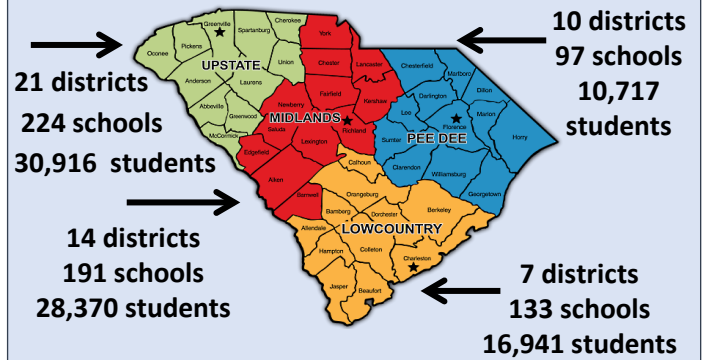 21 districts
224 schools
30,916 students
14 districts
191 schools
28,370 students
10 districts
97 schools
10,717
students
7 districts
133 schools
16,941 students
UPSTATE
Oconee
Pickens
Greenville
Spartanburg
Cherokee
Union
Anderson
Laurens
Abbeville
Greenwood
McCormick
MIDLANDS
York
Chester
Lancaster
Fairfield
Kershaw
Newberry
Saluda
Richland
Lexington
Edgefield
Aiken
Barnwell
PEE DEE
Chesterfield
Marlboro
Darlington
Dillon
Lee
Florence
Marion
Horry
Sumter
Clarendon
Williamsburg
Georgetown
LOWCOUNTRY
Calhoun
Orangeburg
Bamberg
Dorchester
Berkeley
Allendale
Hampton
Colleton
Charleston
Jasper
Beaufort